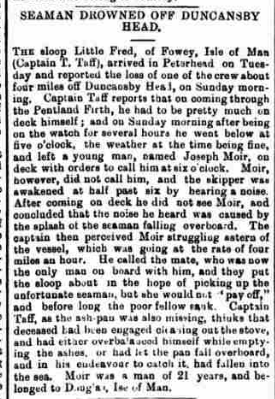 SEAMAN DROWNED OFF DUNCANSBY
HEAD.
THE sloop Little Fred, of Fowey, Isle of Man
(Captain T. Taff), arrived in Peterhead on Tues-
day and reported the loss of one of the crew about
four miles off Duncansby Head, on Sunday morn-
ing. Captain Taff reports that on coming through
the Pentland Firth, he had to be pretty much on
deck himself; and on Sunday morning after being
on the watch for several hours he went below at
five o'clock, the weather at the time being fine,
and left a young man, named Joseph Moir, on
deck with orders to call him at six o'clock. Moir,
however, did not call him and the skipper was
awakened at half past six by hearing a noise.
After coming on deck he did not see Moir, and
concluded that the noise he heard was caused by
the splash of the seaman falling overboard. The
captain then perceived Moir struggling astern of
the vessel, which was going at the rate of four
miles an hour. He called the mate, who was now
the only man on board with him, and they put
the sloop about in the hope of picking up the
unfortunate seaman, but she would not "pay off,"
and before long the poor fellow sank. Captain
Taff, as the ash-pan was also missing, thinks that
deceased had been engaged cleaning out the stove,
and had either overbalanced himself while empty-
ing the ashes, or had let the pan fall overboard,
and in his endeavour to catch it, had fallen into
the sea. Moir was a man of 21 years, and be-
longed to Douglas, Isle of Man.